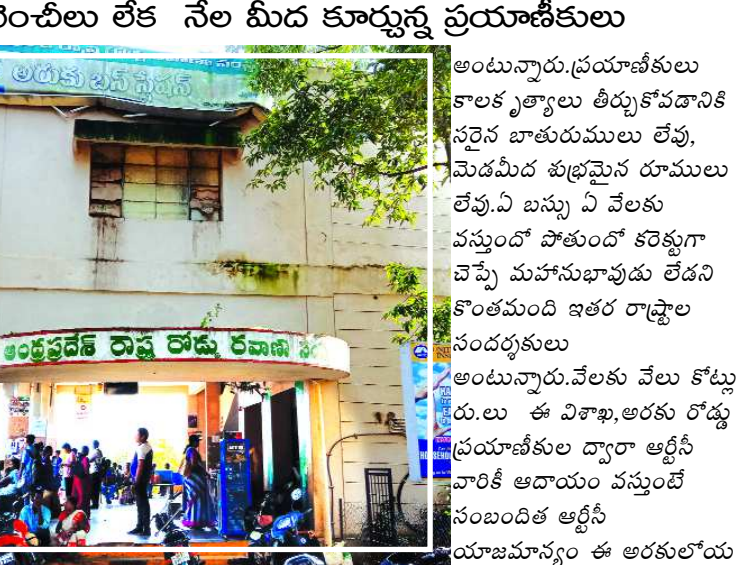 బెంచీలు లేక నేల మీద కూర్చున్న ప్రయాణీకులు
అరుకు బస్ స్టేషన్
ఆంధ్రప్రదేశ్ రాష్ట్ర రోడ్డు రవాణా
అంటున్నారు.ప్రయాణీకులు
కాలకృత్యాలు తీర్చుకోవడానికి
సరైన బాతురుములు లేవు,
మెడమీద శుభ్రమైన రూములు
లేవు.ఏ బస్సు ఏ వేలకు
వస్తుందో పోతుందో కరెక్టుగా
చెప్పే మహానుభావుడు లేడని
కొంతమంది ఇతర రాష్ట్రాల
సందర్శకులు
అంటున్నారు.వేలకు వేలు కోట్లు
రు.లు ఈ విశాఖ,అరకు రోడ్డు
ప్రయాణీకుల ద్వారా ఆర్టీసీ
వారికీ ఆదాయం వస్తుంటే
సంబందిత ఆర్టీసీ
యాజమాన్యం ఈ అరకులోయ